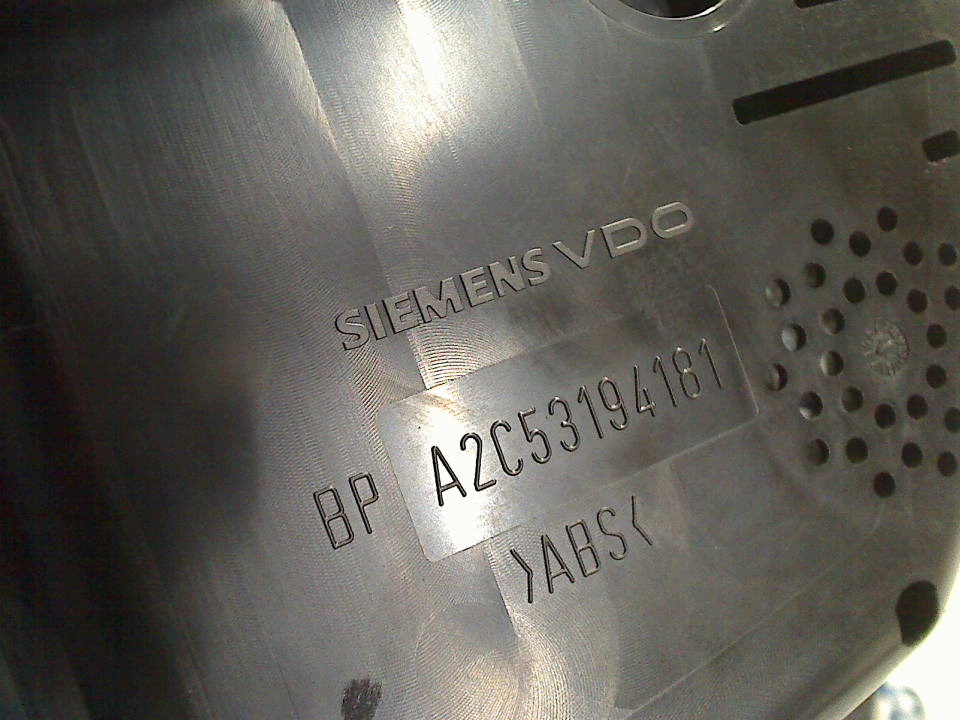 SIEMENS VDO
BP A2C53194181
>ABS<